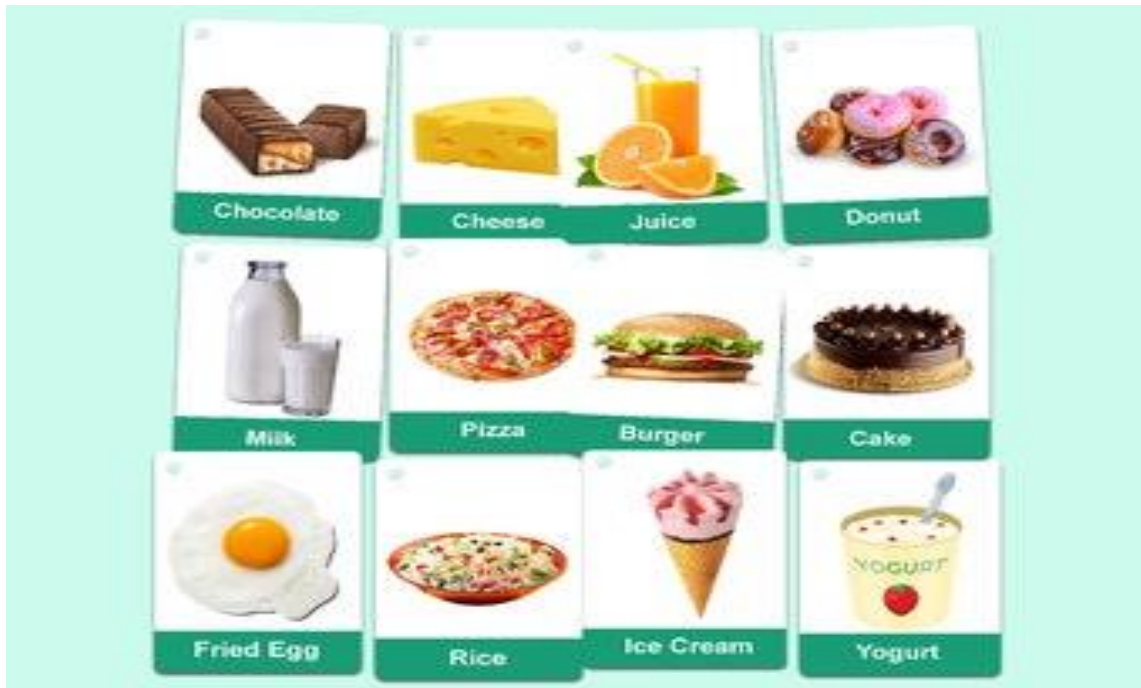 Chocolate
Cheese
Juice
Donut
Milk
Pizza
Burger
Cake
YOGURT
Fried Egg
Rice
Ice Cream
Yogurt